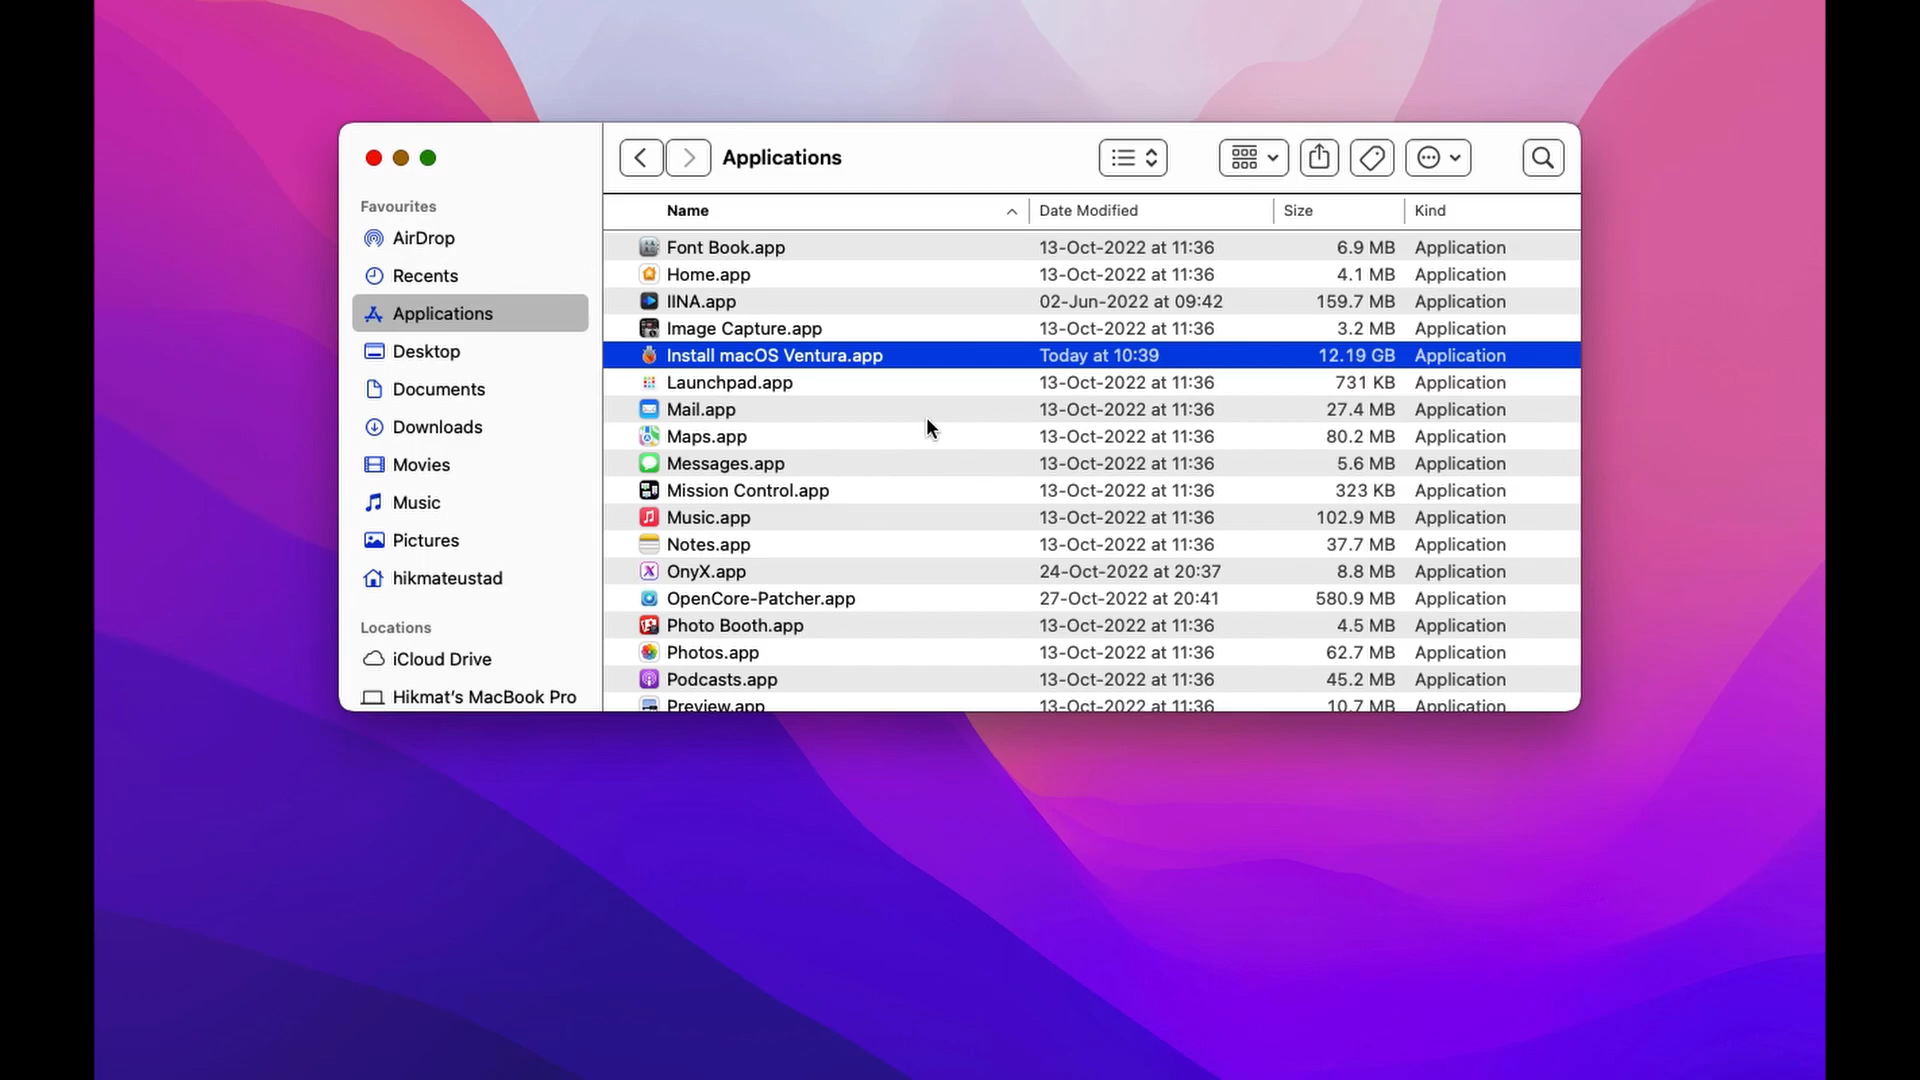 Applications
Favourites
AirDrop
Recents
Applications
Desktop
Documents
Downloads
Movies
Music
Pictures
hikmateustad
Locations
iCloud Drive
Hikmat's MacBook Pro
Name Date Modified Size Kind
Font Book.app 13-Oct-2022 at 11:36 6.9 MB Application
Home.app 13-Oct-2022 at 11:36 4.1 MB Application
IINA.app 02-Jun-2022 at 09:42 159.7 MB Application
Image Capture.app 13-Oct-2022 at 11:36 3.2 MB Application
Install macOS Ventura.app Today at 10:39 12.19 GB Application
Launchpad.app 13-Oct-2022 at 11:36 731 KB Application
Mail.app 13-Oct-2022 at 11:36 27.4 MB Application
Maps.app 13-Oct-2022 at 11:36 80.2 MB Application
Messages.app 13-Oct-2022 at 11:36 5.6 MB Application
Mission Control.app 13-Oct-2022 at 11:36 323 KB Application
Music.app 13-Oct-2022 at 11:36 102.9 MB Application
Notes.app 13-Oct-2022 at 11:36 37.7 MB Application
OnyX.app 24-Oct-2022 at 20:37 8.8 MB Application
OpenCore-Patcher.app 27-Oct-2022 at 20:41 580.9 MB Application
Photo Booth.app 13-Oct-2022 at 11:36 4.5 MB Application
Photos.app 13-Oct-2022 at 11:36 62.7 MB Application
Podcasts.app 13-Oct-2022 at 11:36 45.2 MB Application
Preview.app 13-Oct-2022 at 11:36 10.7 MB Application